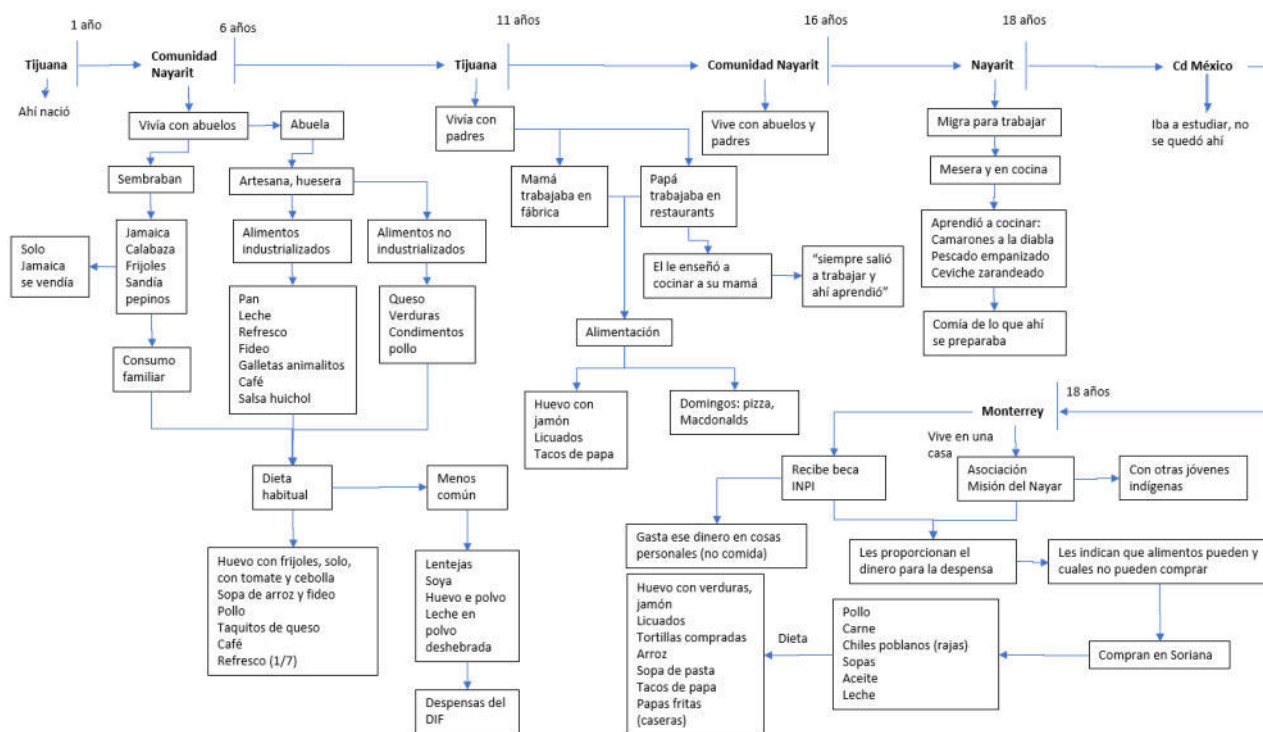 1 año
6 años
11 años
16 años
18 años
Tijuana
Comunidad
Nayarit
Tijuana
Comunidad Nayarit
Nayarit
Cd México
Ahí nació
Vivía con abuelos
Abuela
Vivía con
padres
Vive con abuelos y
padres
Migra para trabajar
Iba a estudiar, no
se quedó ahí
Sembraban
Artesana, huesera
Mamá
trabajaba en
fábrica
Papá
trabajaba en
restaurants
Mesera y en cocina
Solo
Jamaica
se vendía
Jamaica
Calabaza
Frijoles
Sandía
pepinos
Alimentos
industrializados
Alimentos no
industrializados
El le enseñó a
cocinar a su mamá
“siempre salió
a trabajar y
ahí aprendió”
Aprendió a cocinar:
Camarones a la diabla
Pescado empanizado
Ceviche zarandeado
Consumo
familiar
Pan
Leche
Refresco
Fideo
Galletas animalitos
Café
Salsa huichol
Queso
Verduras
Condimentos
pollo
Alimentación
Comía de lo que ahí
se preparaba
Huevo con
jamón
Licuados
Tacos de papa
Domingos: pizza,
Macdonalds
18 años
Monterrey
Vive en una
casa
Dieta
habitual
Menos
común
Recibe beca
INPI
Asociación
Misión del Nayar
Con otras jóvenes
indígenas
Gasta ese dinero en cosas
personales (no comida)
Les proporcionan el
dinero para la despensa
Les indican que alimentos pueden y
cuales no pueden comprar
Huevo con frijoles, solo,
con tomate y cebolla
Sopa de arroz y fideo
Pollo
Taquitos de queso
Café
Refresco (1/7)
Lentejas
Soya
Huevo e polvo
Leche en
polvo
deshebrada
Huevo con verduras,
jamón
Licuados
Tortillas compradas
Arroz
Sopa de pasta
Tacos de papa
Papas fritas
(caseras)
Dieta
Pollo
Carne
Chiles poblanos (rajas)
Sopas
Aceite
Leche
Compran en Soriana
Despensas del
DIF